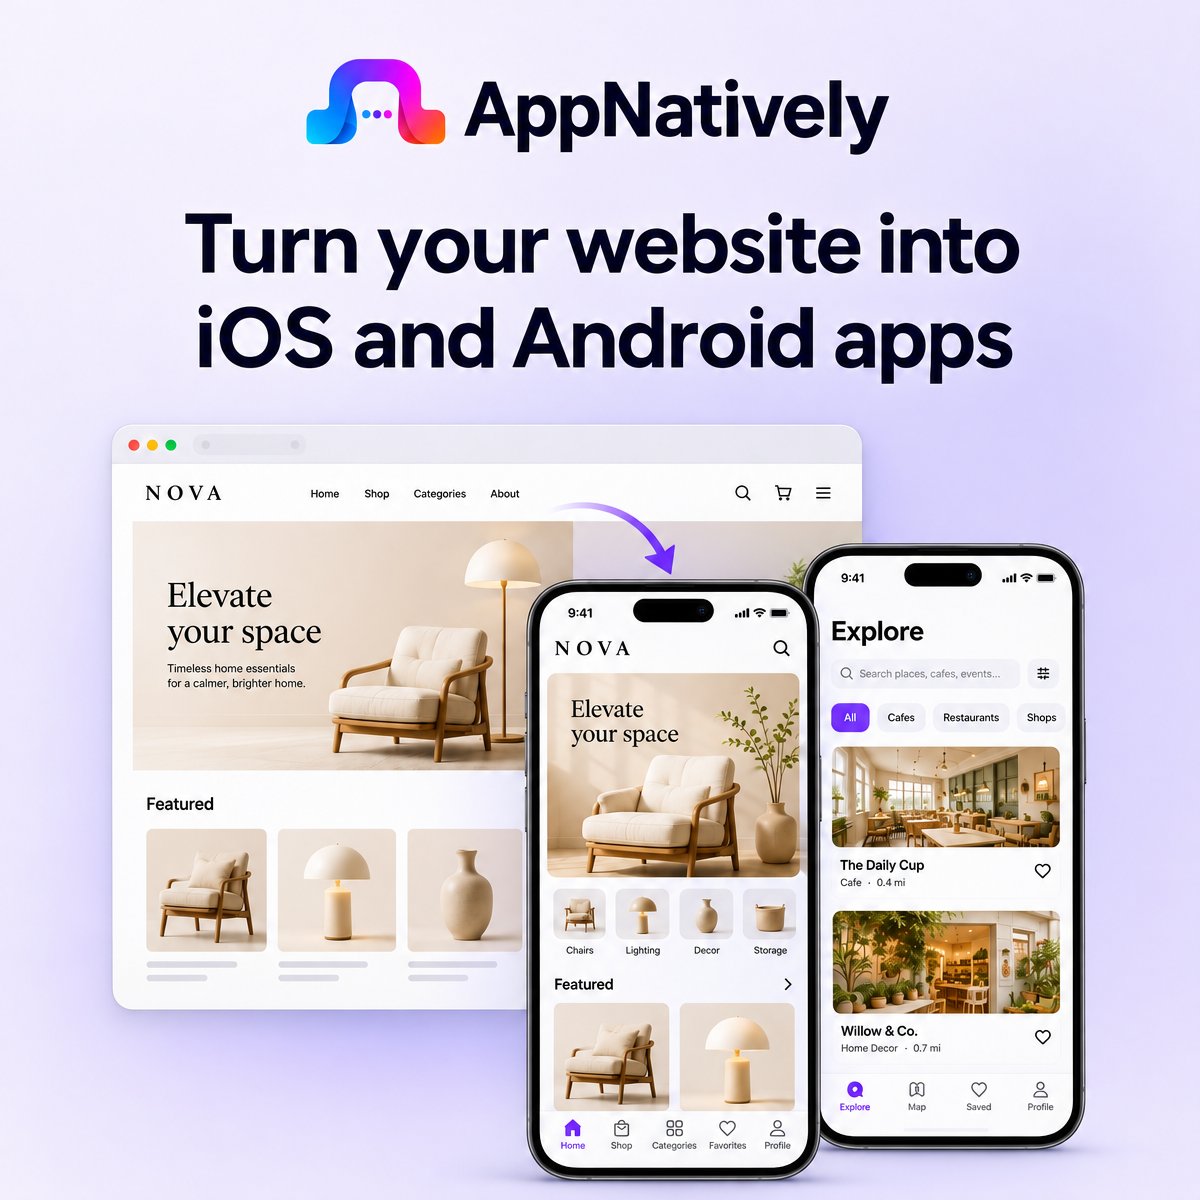 AppNatively
Turn your website into
iOS and Android apps
NOVA
Home
Shop
Categories
About
Elevate
your space
Timeless home essentials
for a calmer, brighter home.
Featured
9:41
NOVA
Elevate
your space
Chairs
Lighting
Decor
Storage
Featured
Home
Shop
Categories
Favorites
Profile
9:41
Explore
Search places, cafes, events...
All
Cafes
Restaurants
Shops
The Daily Cup
Cafe · 0.4 mi
Willow & Co.
Home Decor · 0.7 mi
Explore
Map
Saved
Profile